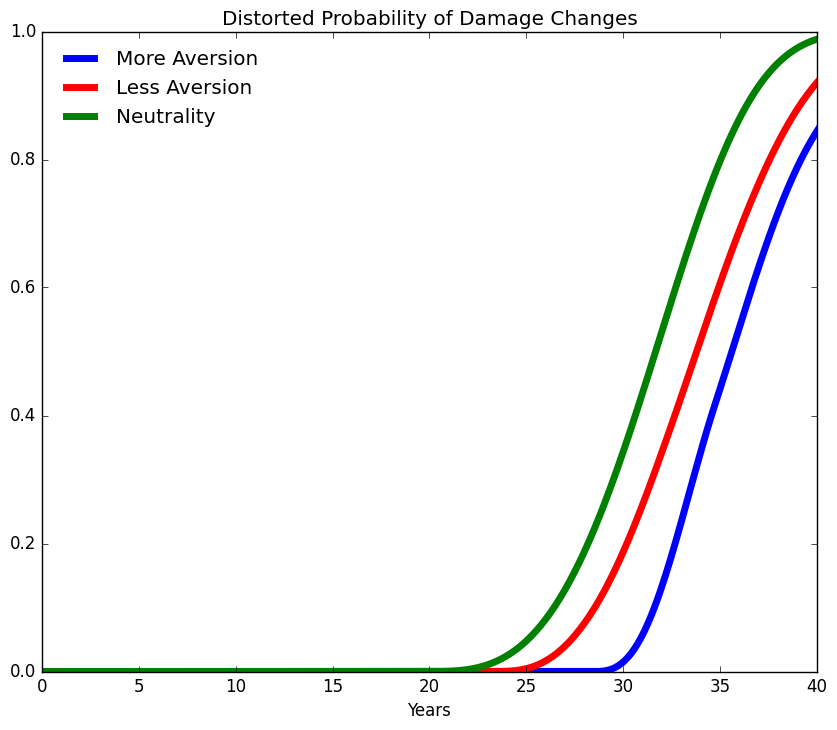 Distorted Probability of Damage Changes
1.0
More Aversion
Less Aversion
Neutrality
0.8
0.6
0.4
0.2
0.0
0 5 10 15 20 25 30 35 40
Years